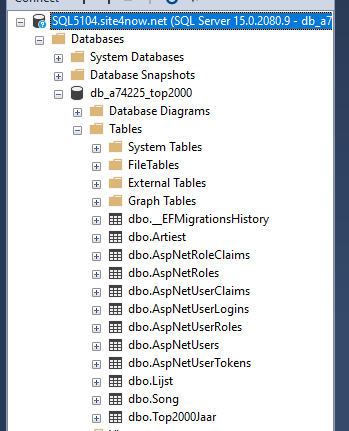 SQL5104.site4now.net (SQL Server 15.0.2080.9 - db_a7
Databases
System Databases
Database Snapshots
db_a74225_top2000
Database Diagrams
Tables
System Tables
FileTables
External Tables
Graph Tables
dbo.__EFMigrationsHistory
dbo.Artiest
dbo.AspNetRoleClaims
dbo.AspNetRoles
dbo.AspNetUserClaims
dbo.AspNetUserLogins
dbo.AspNetUserRoles
dbo.AspNetUsers
dbo.AspNetUserTokens
dbo.Lijst
dbo.Song
dbo.Top2000Jaar